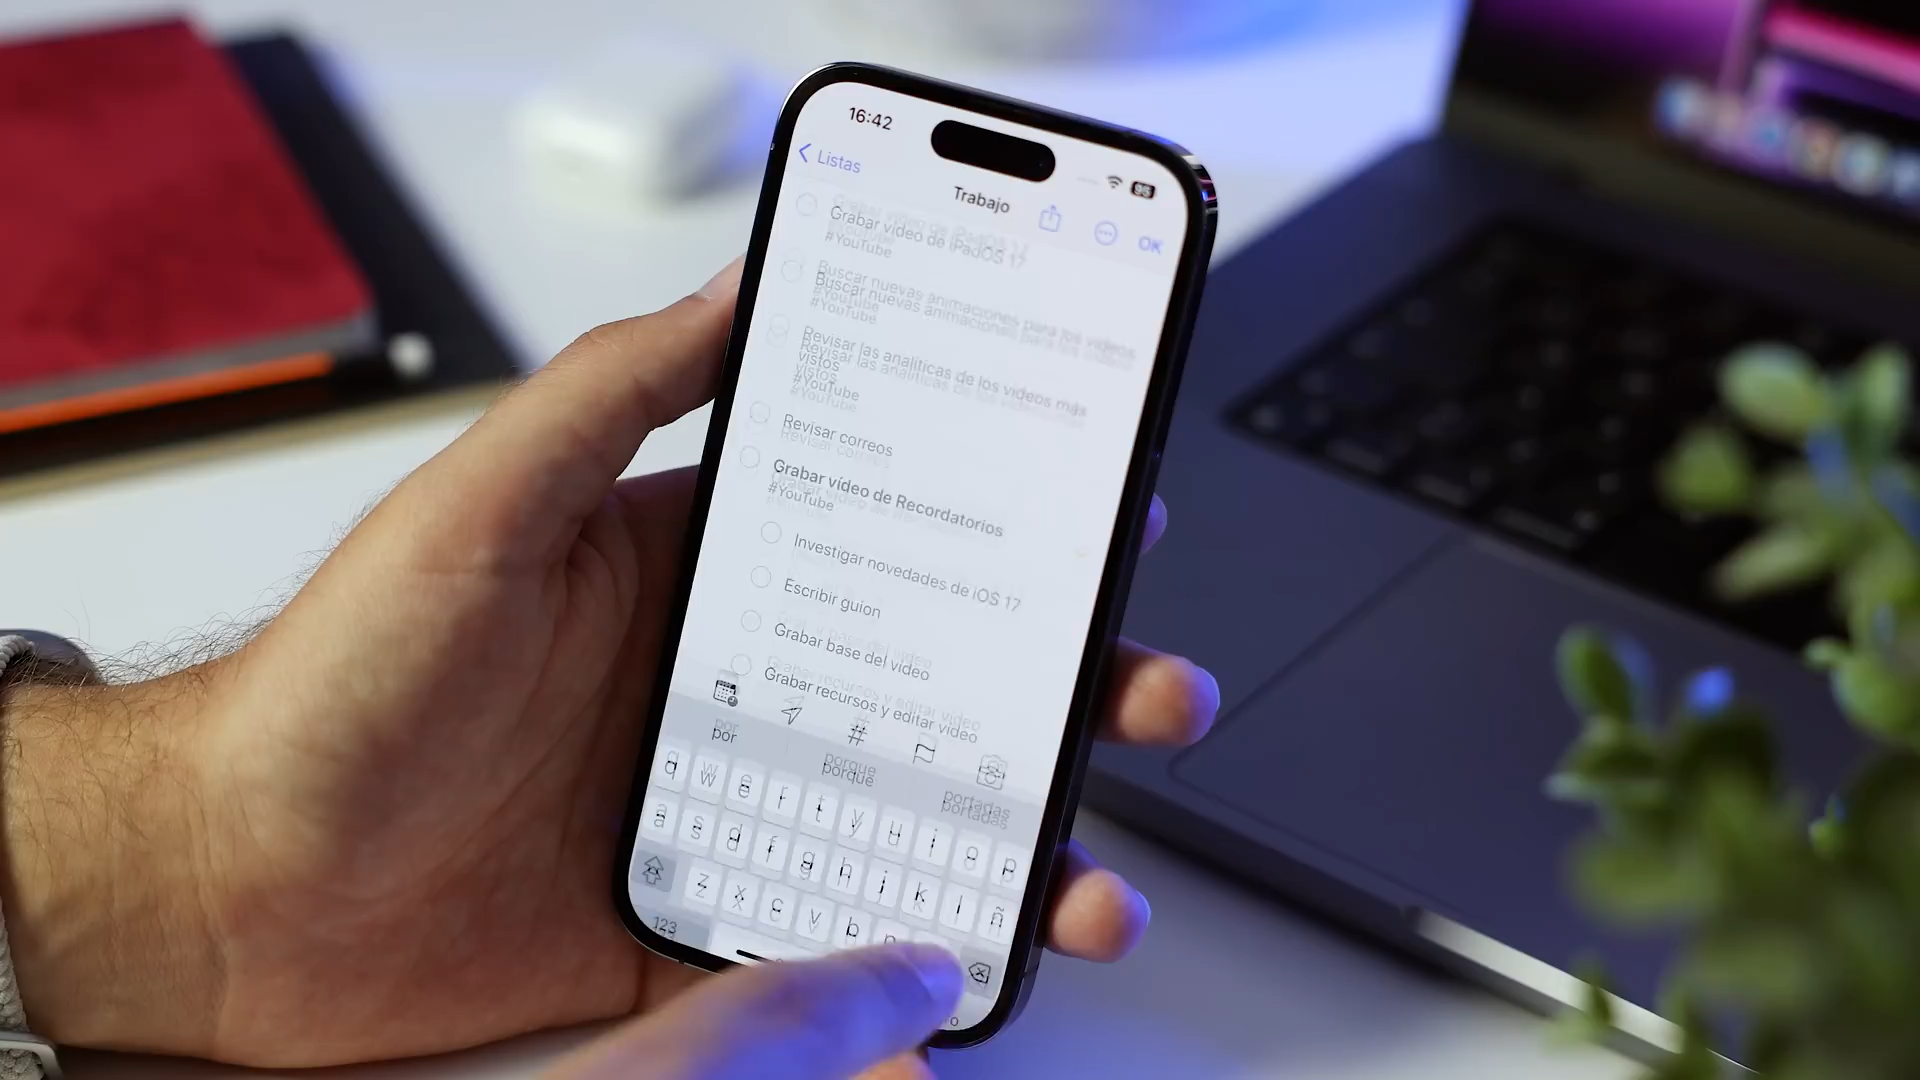 16:42
Listas
95
Trabajo
OK
Grabar vídeo de iPadOS 17
#YouTube
Buscar nuevas animaciones para los vídeos
#YouTube
Revisar las analíticas de los vídeos más
vistos
#YouTube
Revisar correos
Grabar vídeo de Recordatorios
#YouTube
Investigar novedades de iOS 17
Escribir guion
Grabar base del vídeo
Grabar recursos y editar vídeo
#
por porque portadas
q w e r t y u i o p
a s d f g h j k l ñ
z x c v b n
123